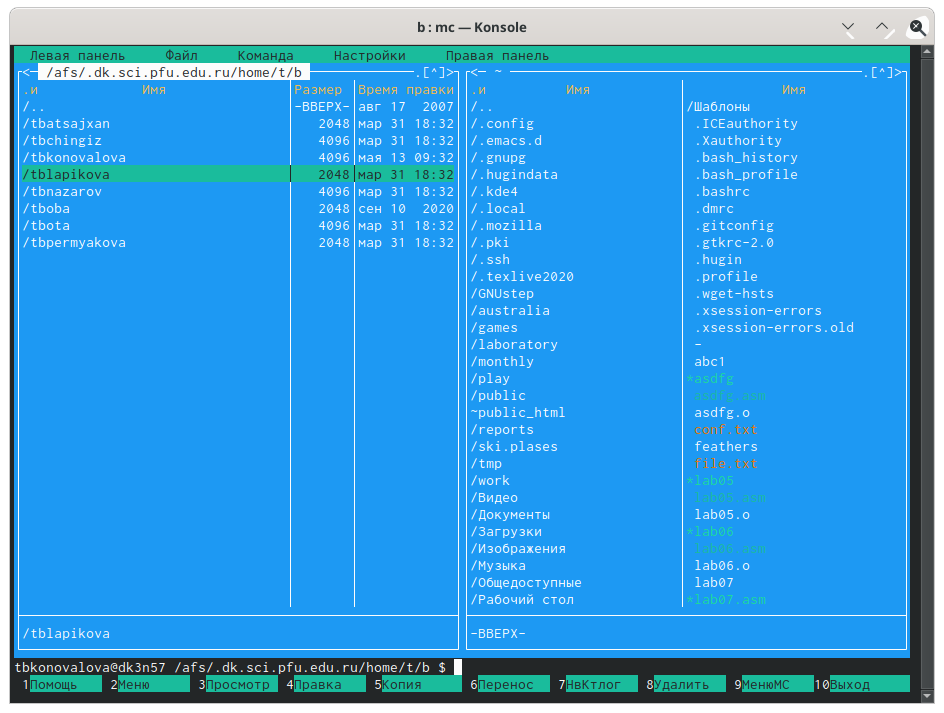 b : mc — Konsole
Левая панель Файл Команда Настройки Правая панель
<— /afs/.dk.sci.pfu.edu.ru/home/t/b .[^]> <— ~ .[^]>
.и Имя Размер Время правки .и Имя Имя
/.. -ВВЕРХ- авг 17 2007 /.. /Шаблоны
/tbatsajxan 2048 мар 31 18:32 /.config .ICEauthority
/tbchingiz 4096 мар 31 18:32 /.emacs.d .Xauthority
/tbkonovalova 4096 мая 13 09:32 /.gnupg .bash_history
/tblapikova 2048 мар 31 18:32 /.hugindata .bash_profile
/tbnazarov 4096 мар 31 18:32 /.kde4 .bashrc
/tboba 2048 сен 10 2020 /.local .dmrc
/tbota 4096 мар 31 18:32 /.mozilla .gitconfig
/tbpermyakova 2048 мар 31 18:32 /.pki .gtkrc-2.0
/.ssh .hugin
/.texlive2020 .profile
/GNUstep .wget-hsts
/australia .xsession-errors
/games .xsession-errors.old
/laboratory -
/monthly abc1
/play *asdfg
/public asdfg.asm
~public_html asdfg.o
/reports conf.txt
/ski.plases feathers
/tmp file.txt
/work *lab05
/Видео lab05.asm
/Документы lab05.o
/Загрузки *lab06
/Изображения lab06.asm
/Музыка lab06.o
/Общедоступные lab07
/Рабочий стол *lab07.asm
/tblapikova -ВВЕРХ-
tbkonovalova@dk3n57 /afs/.dk.sci.pfu.edu.ru/home/t/b $
1Помощь 2Меню 3Просмотр 4Правка 5Копия 6Перенос 7НвКтлог 8Удалить 9МенюМС 10Выход